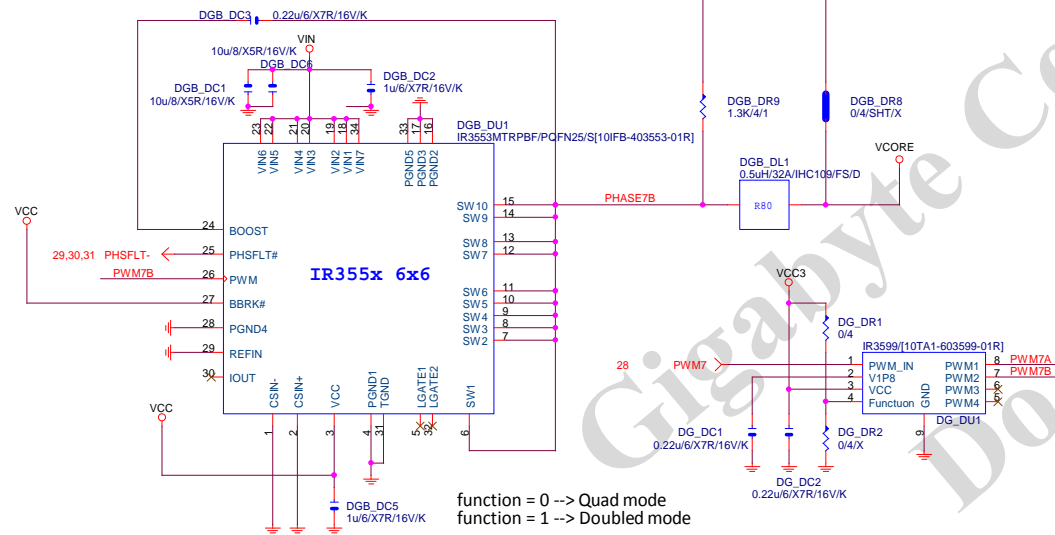 DGB_DC3
0.22u/6/X7R/16V/K
VIN
10u/8/X5R/16V/K
DGB_DC6
DGB_DC1
10u/8/X5R/16V/K
DGB_DC2
1u/6/X7R/16V/K
DGB_DR9
1.3K/4/1
DGB_DR8
0/4/SHT/X
DGB_DU1
IR3553MTRPBF/PQFN25/S[10IFB-403553-01R]
23 22 21 20 19 18 34 33 17 16
VIN6 VIN5 VIN4 VIN3 VIN2 VIN1 VIN7 PGND5 PGND3 PGND2
VCORE
DGB_DL1
0.5uH/32A/IHC109/FS/D
R80
PHASE7B
VCC
24 BOOST
29,30,31 PHSFLT- 25 PHSFLT#
PWM7B 26 PWM
27 BBRK#
28 PGND4
29 REFIN
30 IOUT
IR355x 6x6
SW10 15
SW9 14
SW8 13
SW7 12
SW6 11
SW5 10
SW4 9
SW3 8
SW2 7
CSIN- CSIN+ VCC PGND1 TGND LGATE1 LGATE2 SW1
1 2 3 4 31 5 32 6
VCC
DGB_DC5
1u/6/X7R/16V/K
VCC3
DG_DR1
0/4
IR3599/[10TA1-603599-01R]
28 PWM7
1 PWM_IN
2 V1P8
3 VCC
4 Functuon
GND
9
PWM1 8 PWM7A
PWM2 7 PWM7B
PWM3 6
PWM4 5
DG_DU1
DG_DC1
0.22u/6/X7R/16V/K
DG_DR2
0/4/X
DG_DC2
0.22u/6/X7R/16V/K
function = 0 --> Quad mode
function = 1 --> Doubled mode
Gigabyte Co
Do